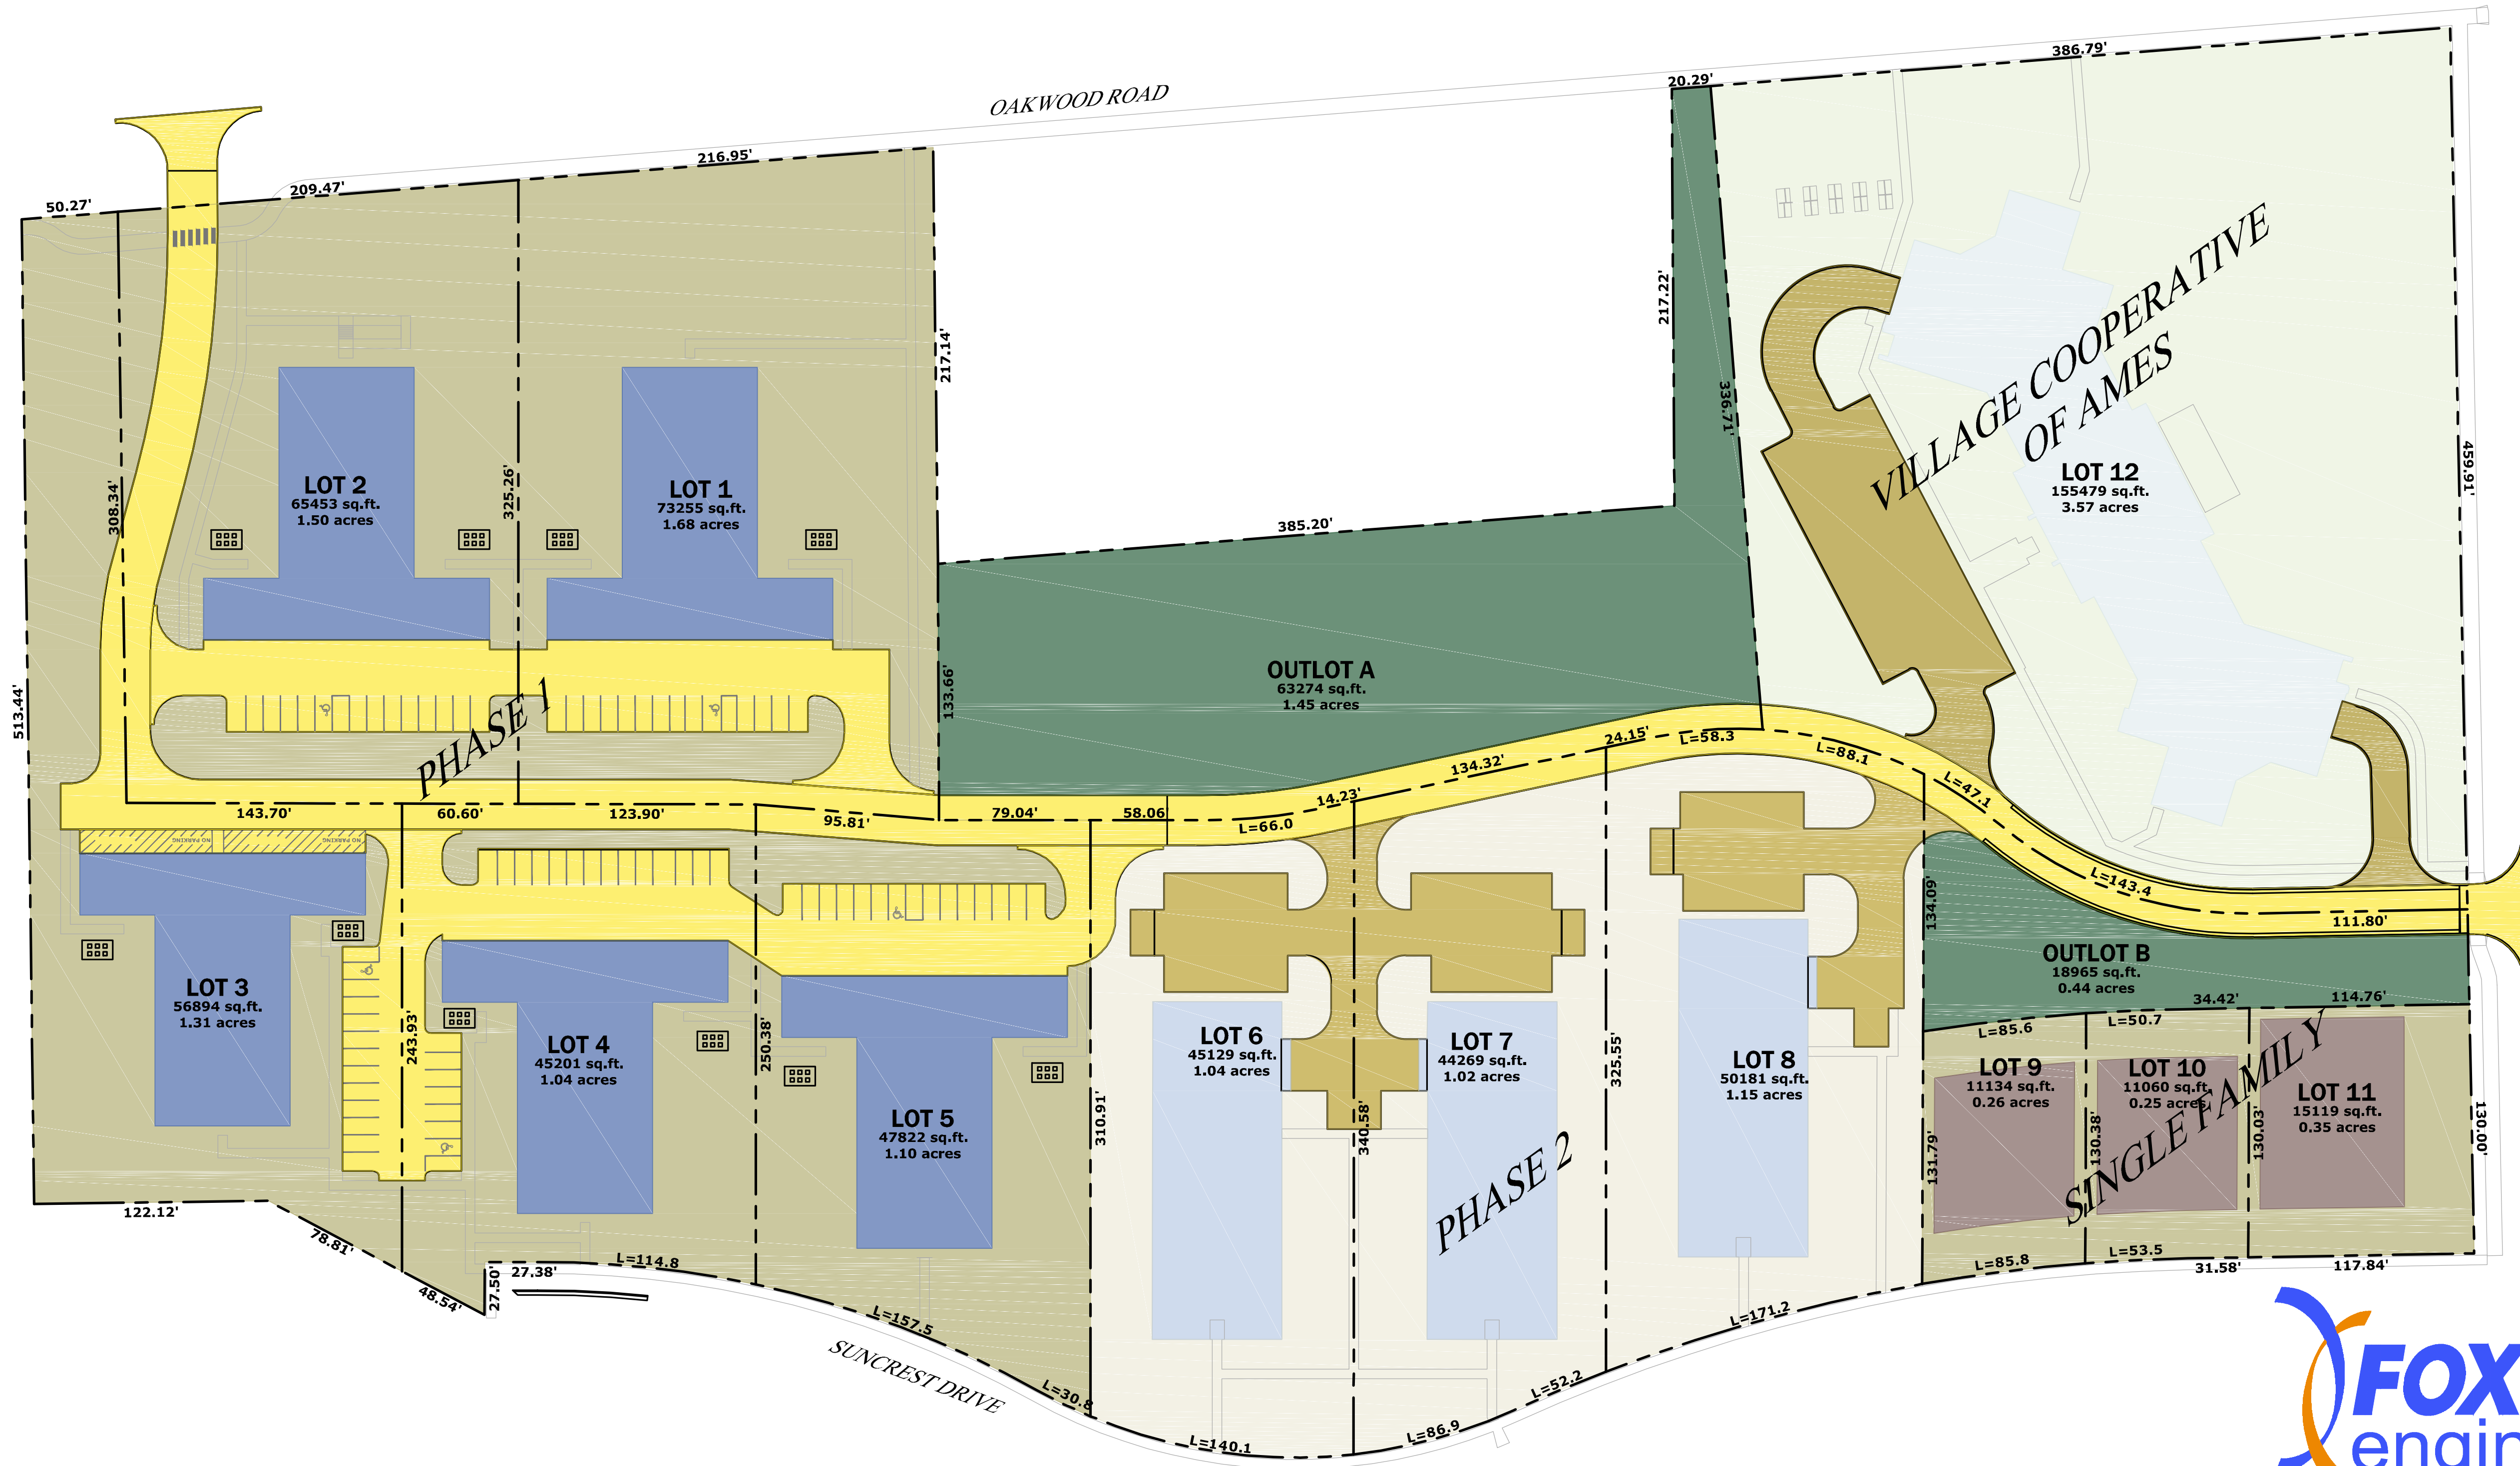 386.79'
20.29'
OAKWOOD ROAD
216.95'
209.47'
50.27'
217.22'
217.14'
336.71'
VILLAGE COOPERATIVE
OF AMES
LOT 12
155479 sq.ft.
3.57 acres
459.91'
LOT 2
65453 sq.ft.
1.50 acres
308.34'
325.26'
LOT 1
73255 sq.ft.
1.68 acres
385.20'
OUTLOT A
63274 sq.ft.
1.45 acres
133.66'
513.44'
PHASE 1
143.70'
60.60'
123.90'
95.81'
79.04'
58.06
L=66.0
14.23'
134.32'
24.15'
L=58.3
L=88.1
L=47.1
L=143.4
111.80'
NO PARKING
NO PARKING
134.09'
OUTLOT B
18965 sq.ft.
0.44 acres
34.42'
114.76'
L=85.6
L=50.7
LOT 3
56894 sq.ft.
1.31 acres
243.93'
LOT 4
45201 sq.ft.
1.04 acres
250.38'
LOT 5
47822 sq.ft.
1.10 acres
310.91'
LOT 6
45129 sq.ft.
1.04 acres
340.58'
LOT 7
44269 sq.ft.
1.02 acres
325.55'
LOT 8
50181 sq.ft.
1.15 acres
PHASE 2
131.79'
LOT 9
11134 sq.ft.
0.26 acres
130.38'
LOT 10
11060 sq.ft.
0.25 acres
130.03'
LOT 11
15119 sq.ft.
0.35 acres
130.00'
SINGLE FAMILY
122.12'
78.81'
48.54'
27.50'
27.38'
L=114.8
L=157.5
L=30.8
SUNCREST DRIVE
L=140.1
L=86.9
L=52.2
L=171.2
L=85.8
L=53.5
31.58'
117.84'
FOX
engin